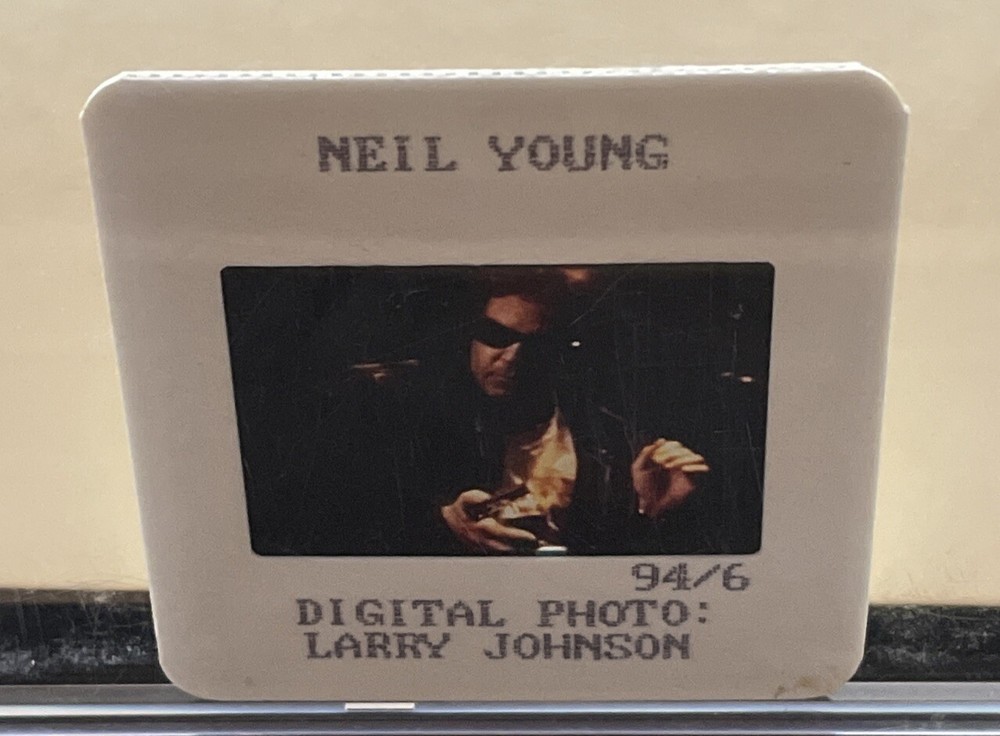 NEIL YOUNG
94/6
DIGITAL PHOTO:
LARRY JOHNSON